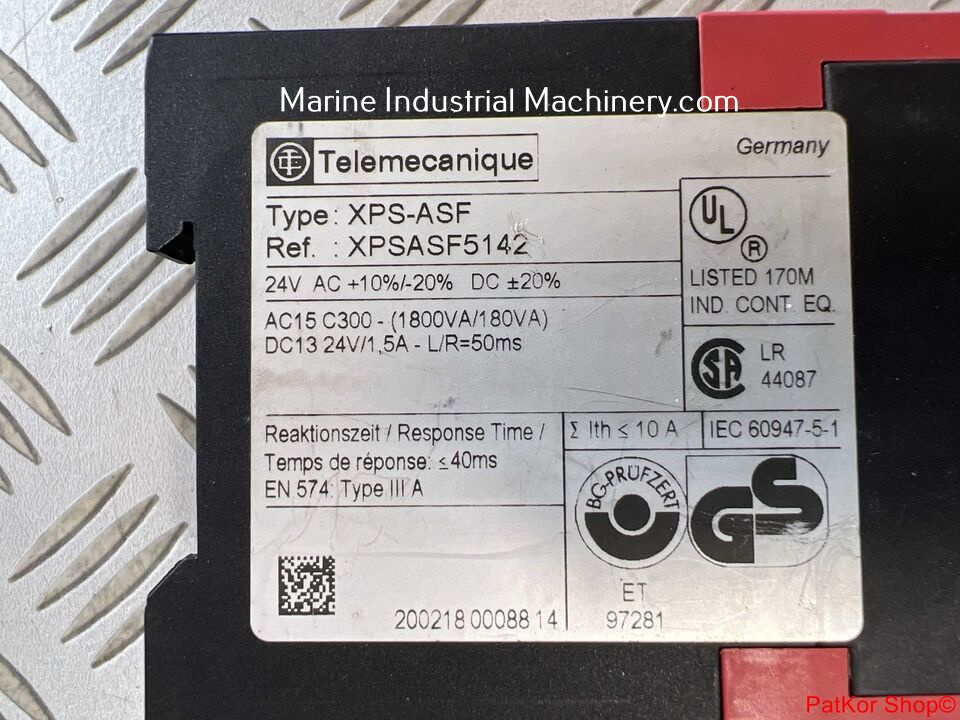 Marine Industrial Machinery.com
Telemecanique
Germany
Type: XPS-ASF
Ref. : XPSASF5142
24V AC +10%/-20% DC ±20%
AC15 C300 - (1800VA/180VA)
DC13 24V/1,5A - L/R=50ms
UL
®
LISTED 170M
IND. CONT. EQ.
SA
LR
44087
Reaktionszeit / Response Time /
Temps de réponse: ≤40ms
EN 574: Type III A
Σ Ith ≤ 10 A
IEC 60947-5-1
BG-PRÜFZERT
GS
ET
97281
200218 00088 14
PatKor Shop©